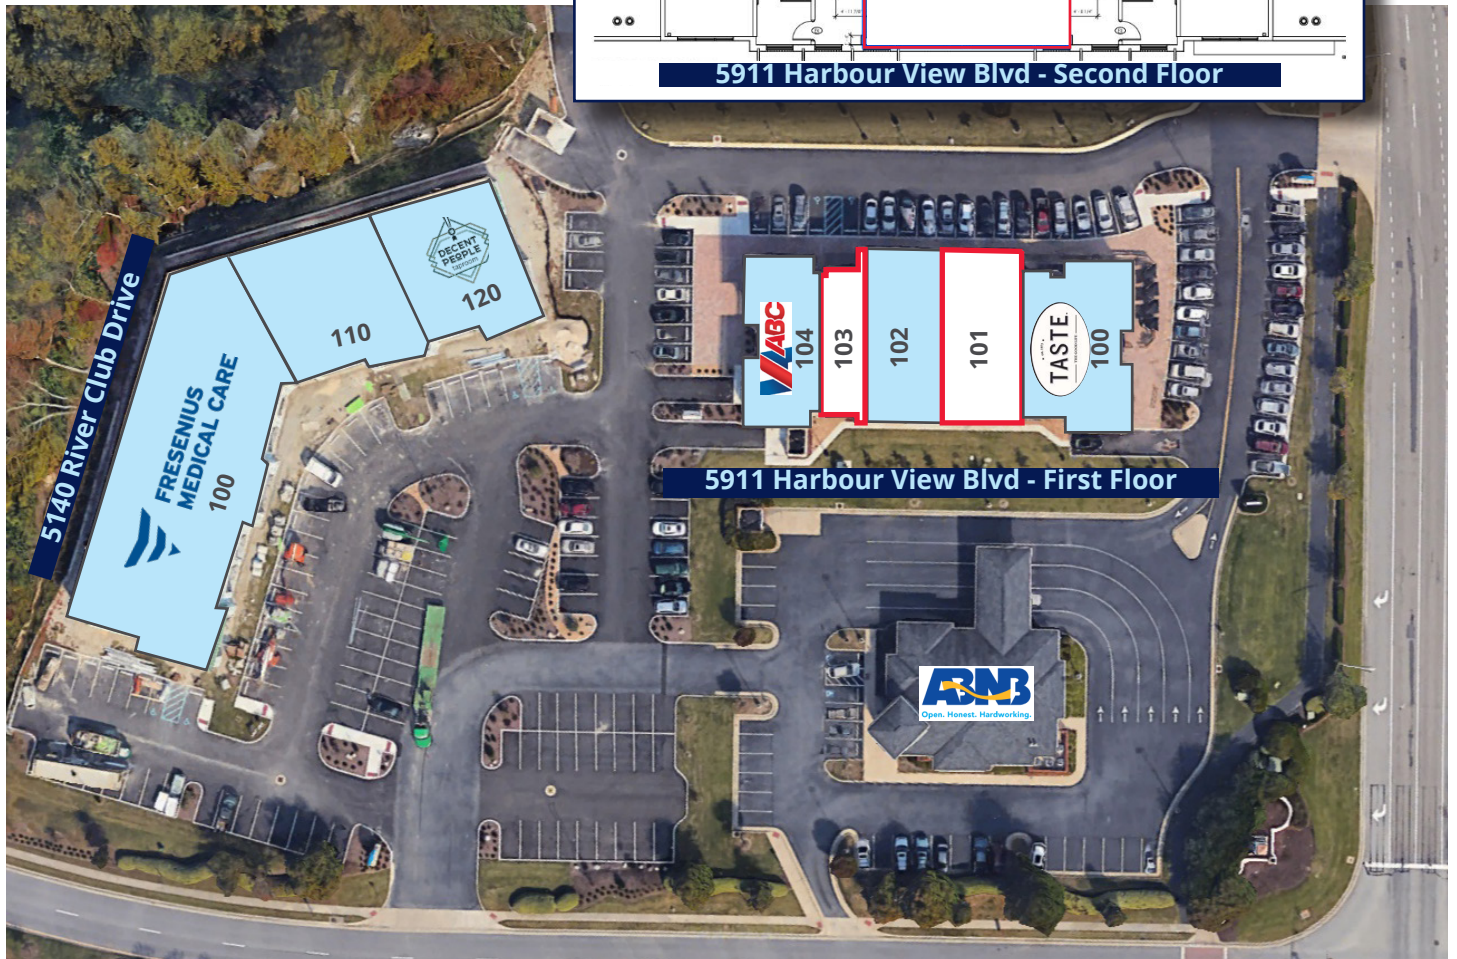 5911 Harbour View Blvd - Second Floor
DECENT
PEOPLE
taproom
120
110
5140 River Club Drive
FRESENIUS
MEDICAL CARE
100
ABC
104
103
102
101
TASTE.
100
5911 Harbour View Blvd - First Floor
ABNB
Open. Honest. Hardworking.